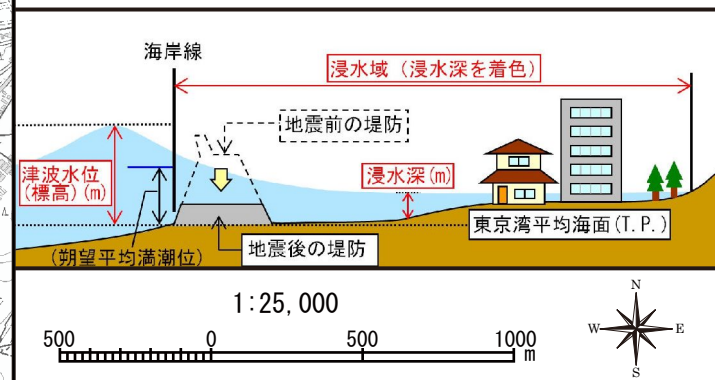 海岸線
浸水域（浸水深を着色）
地震前の堤防
津波水位
(標高)(m)
浸水深(m)
東京湾平均海面(T.P.)
(朔望平均満潮位)
地震後の堤防
1:25,000
500 0 500 1000
m
N
W E
S